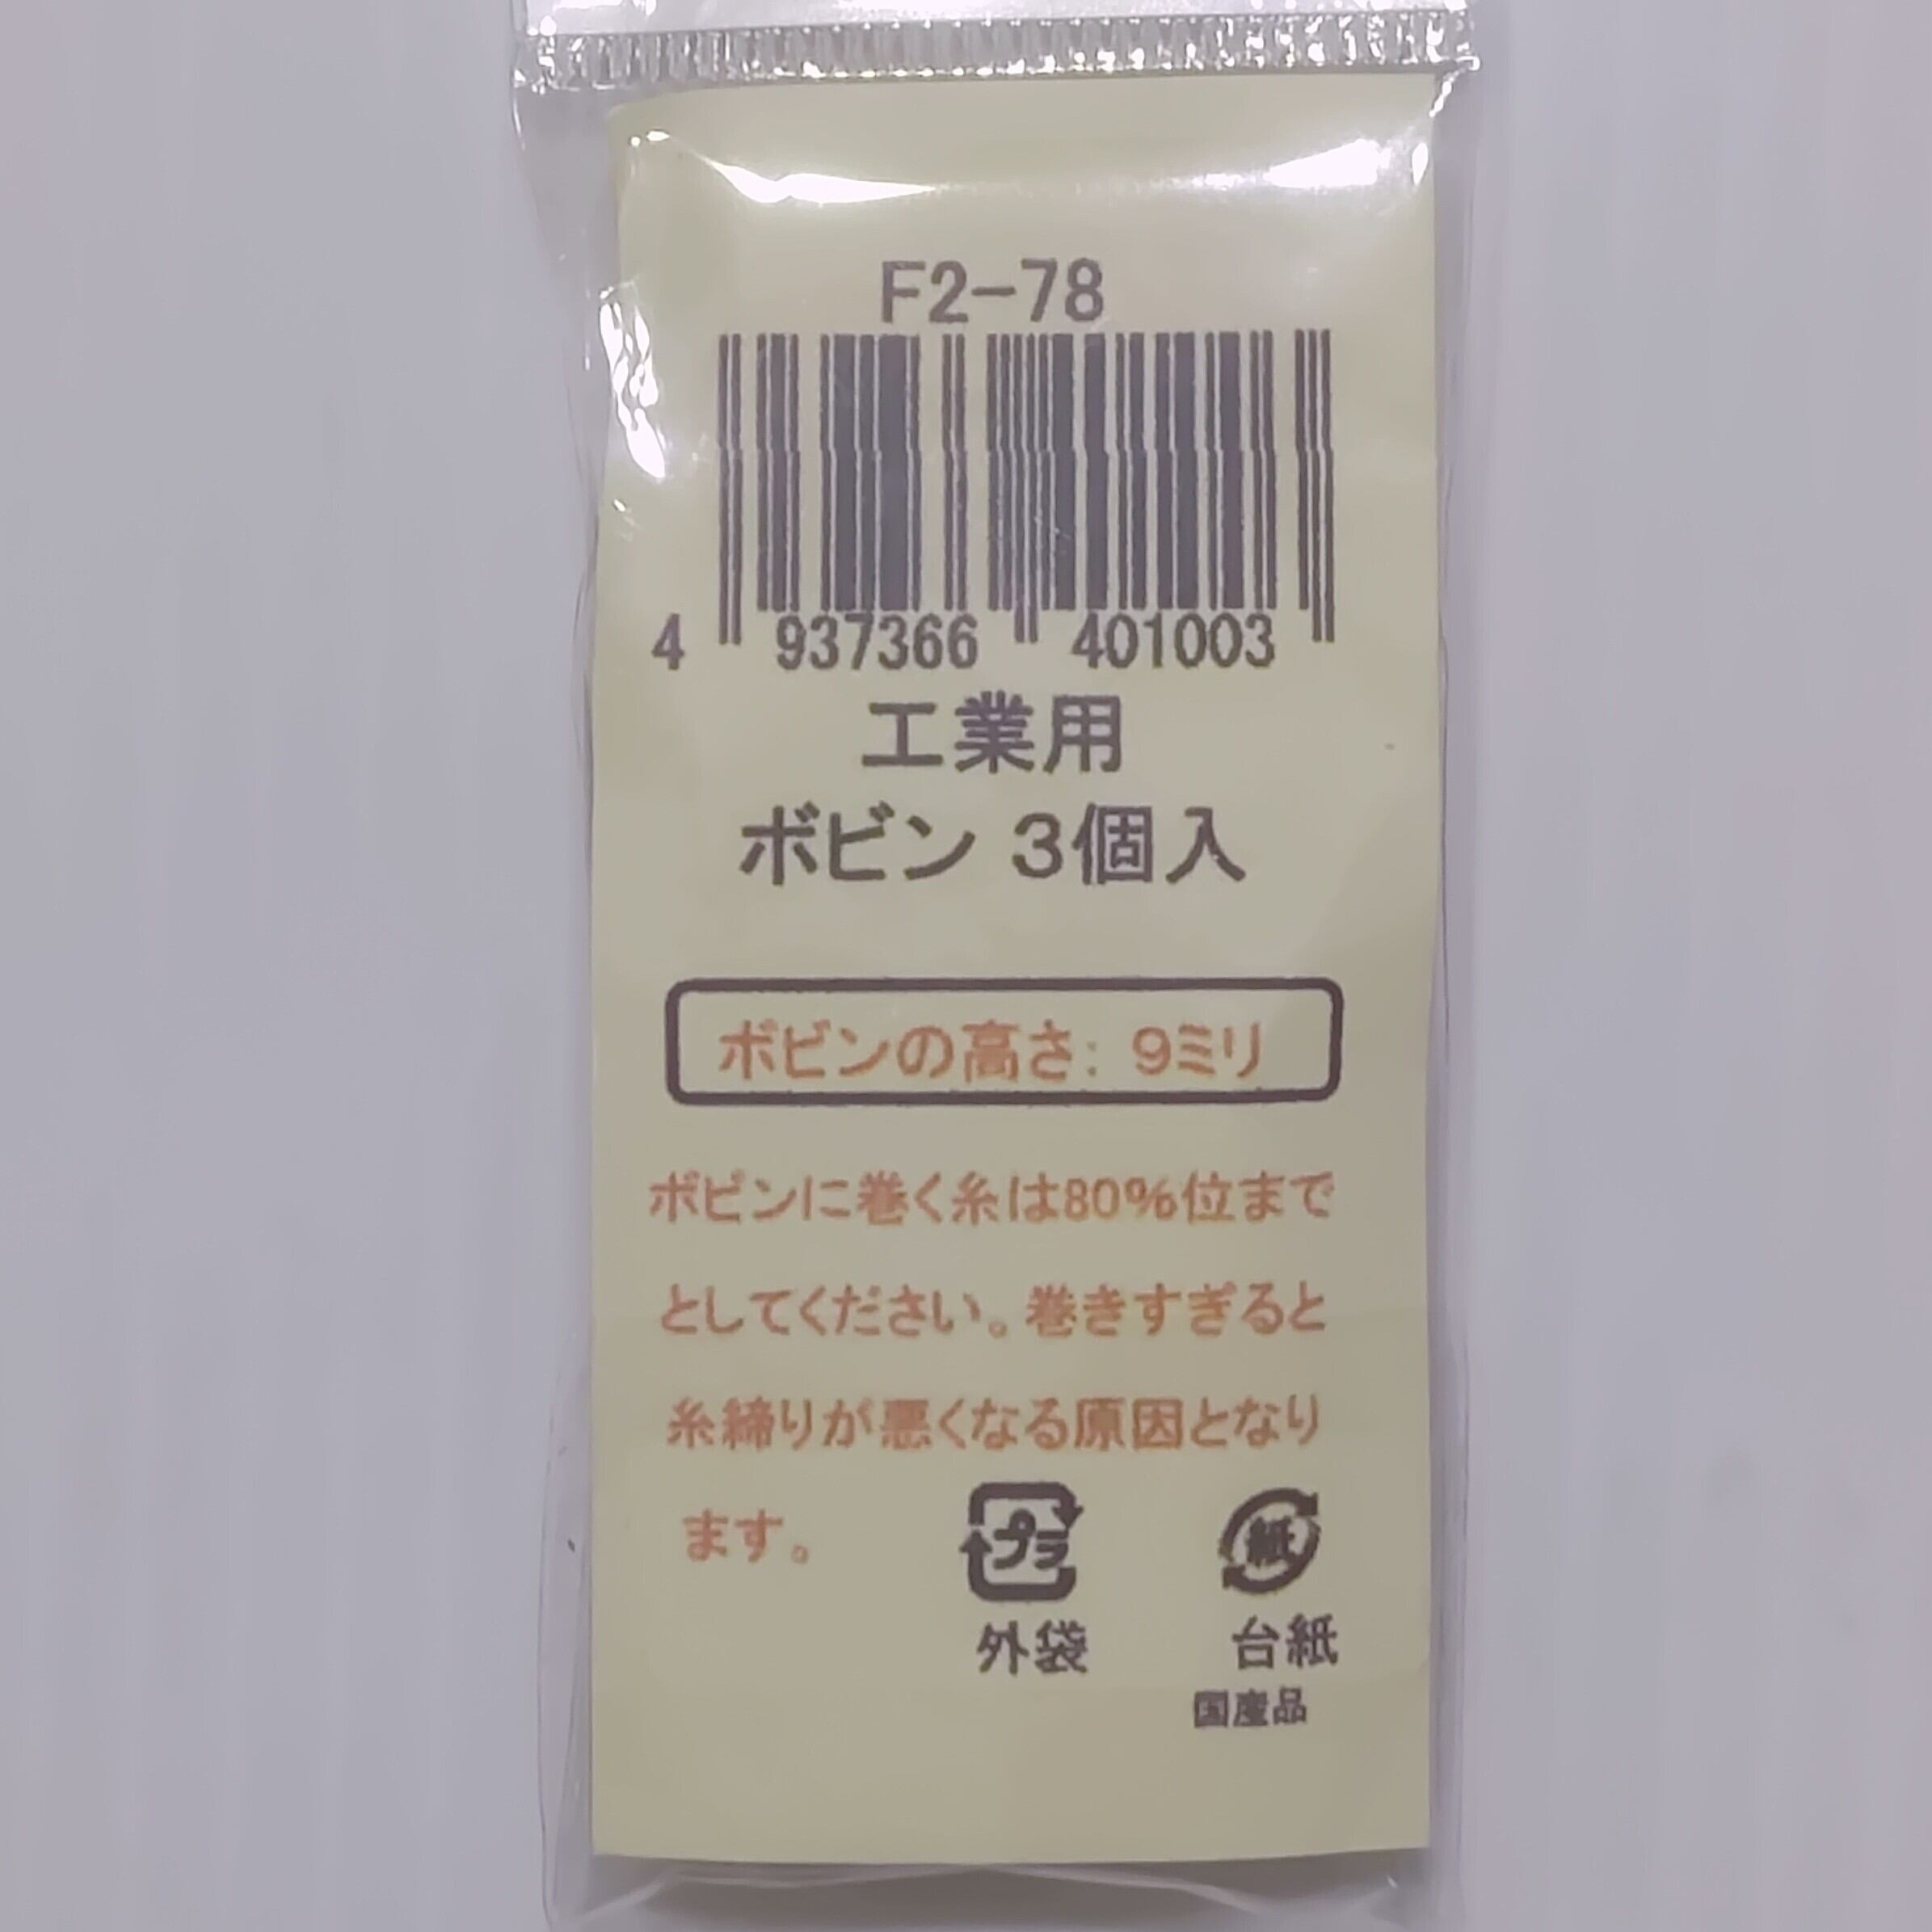 F2-78
4 937366 401003
工業用
ボビン 3個入
ボビンの高さ: 9ミリ
ボビンに巻く糸は80%位まで
としてください。巻きすぎると
糸締りが悪くなる原因となり
ます。
プラ 紙
外袋 台紙
国産品